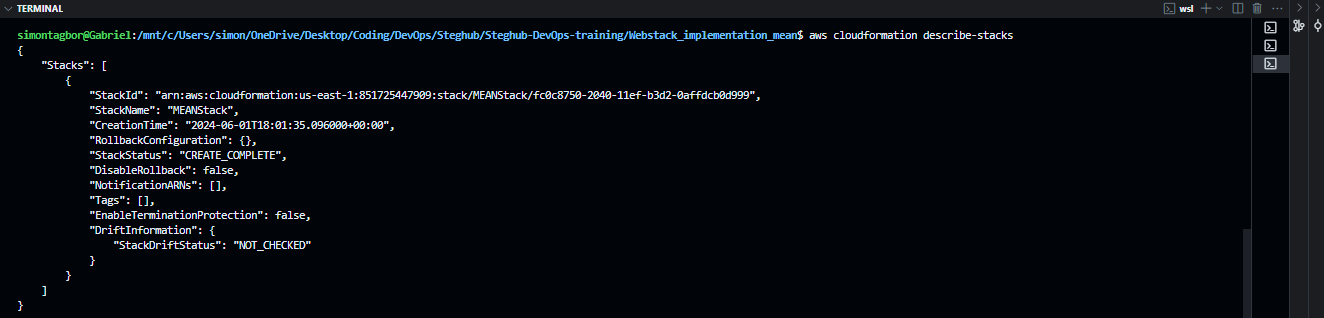 TERMINAL
wsl
simontagbor@Gabriel:/mnt/c/Users/simon/OneDrive/Desktop/Coding/DevOps/Steghub/Steghub-DevOps-training/Webstack_implementation_mean$ aws cloudformation describe-stacks
{
    "Stacks": [
        {
            "StackId": "arn:aws:cloudformation:us-east-1:851725447909:stack/MEANStack/fc0c8750-2040-11ef-b3d2-0affdcb0d999",
            "StackName": "MEANStack",
            "CreationTime": "2024-06-01T18:01:35.096000+00:00",
            "RollbackConfiguration": {},
            "StackStatus": "CREATE_COMPLETE",
            "DisableRollback": false,
            "NotificationARNs": [],
            "Tags": [],
            "EnableTerminationProtection": false,
            "DriftInformation": {
                "StackDriftStatus": "NOT_CHECKED"
            }
        }
    ]
}